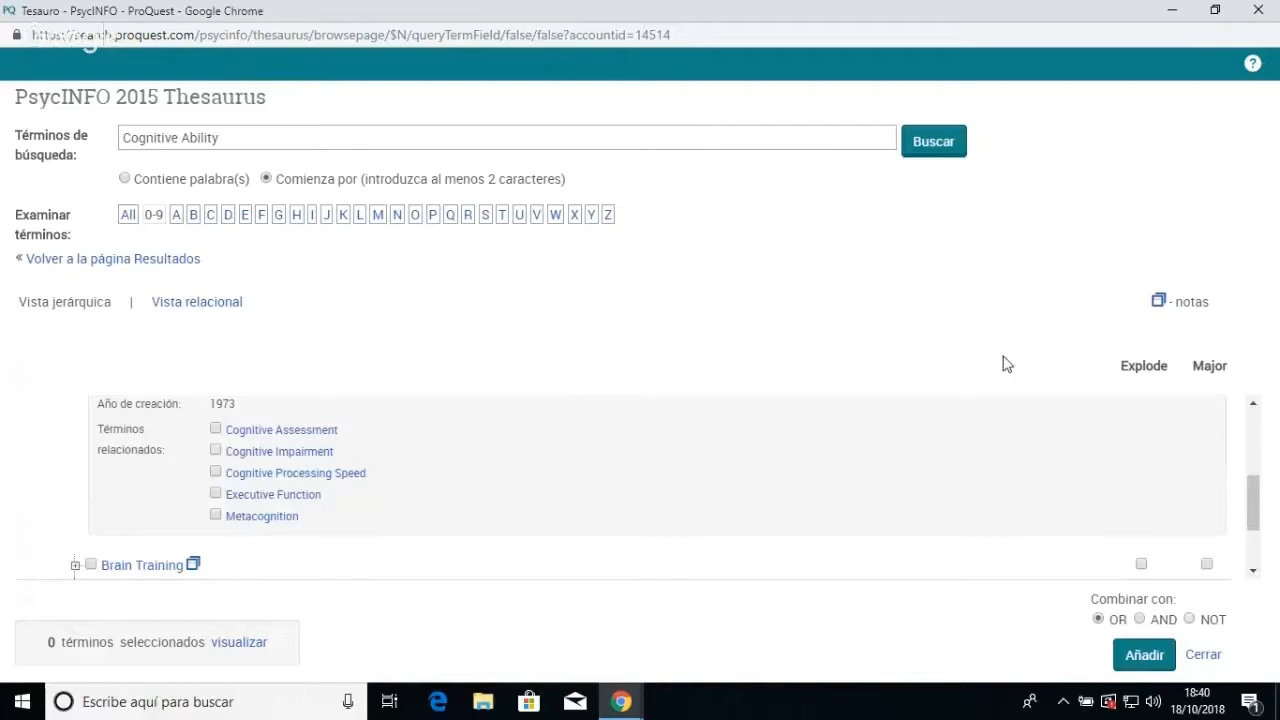 Tesauro - PsycINFO - ProQuest - Google Chrome
proquest.com/psycinfo/thesaurus/browsepage/$N/queryTermField/false/false?accountid=14514
PsycINFO 2015 Thesaurus
Términos de búsqueda:
Cognitive Ability
Buscar
Contiene palabra(s) Comienza por (introduzca al menos 2 caracteres)
Examinar términos:
All 0-9 A B C D E F G H I J K L M N O P Q R S T U V W X Y Z
« Volver a la página Resultados
Vista jerárquica | Vista relacional
- notas
Explode Major
Año de creación: 1973
Términos relacionados:
Cognitive Assessment
Cognitive Impairment
Cognitive Processing Speed
Executive Function
Metacognition
Brain Training
Combinar con:
OR AND NOT
0 términos seleccionados visualizar
Añadir Cerrar
Escribe aquí para buscar
18:40
18/10/2018